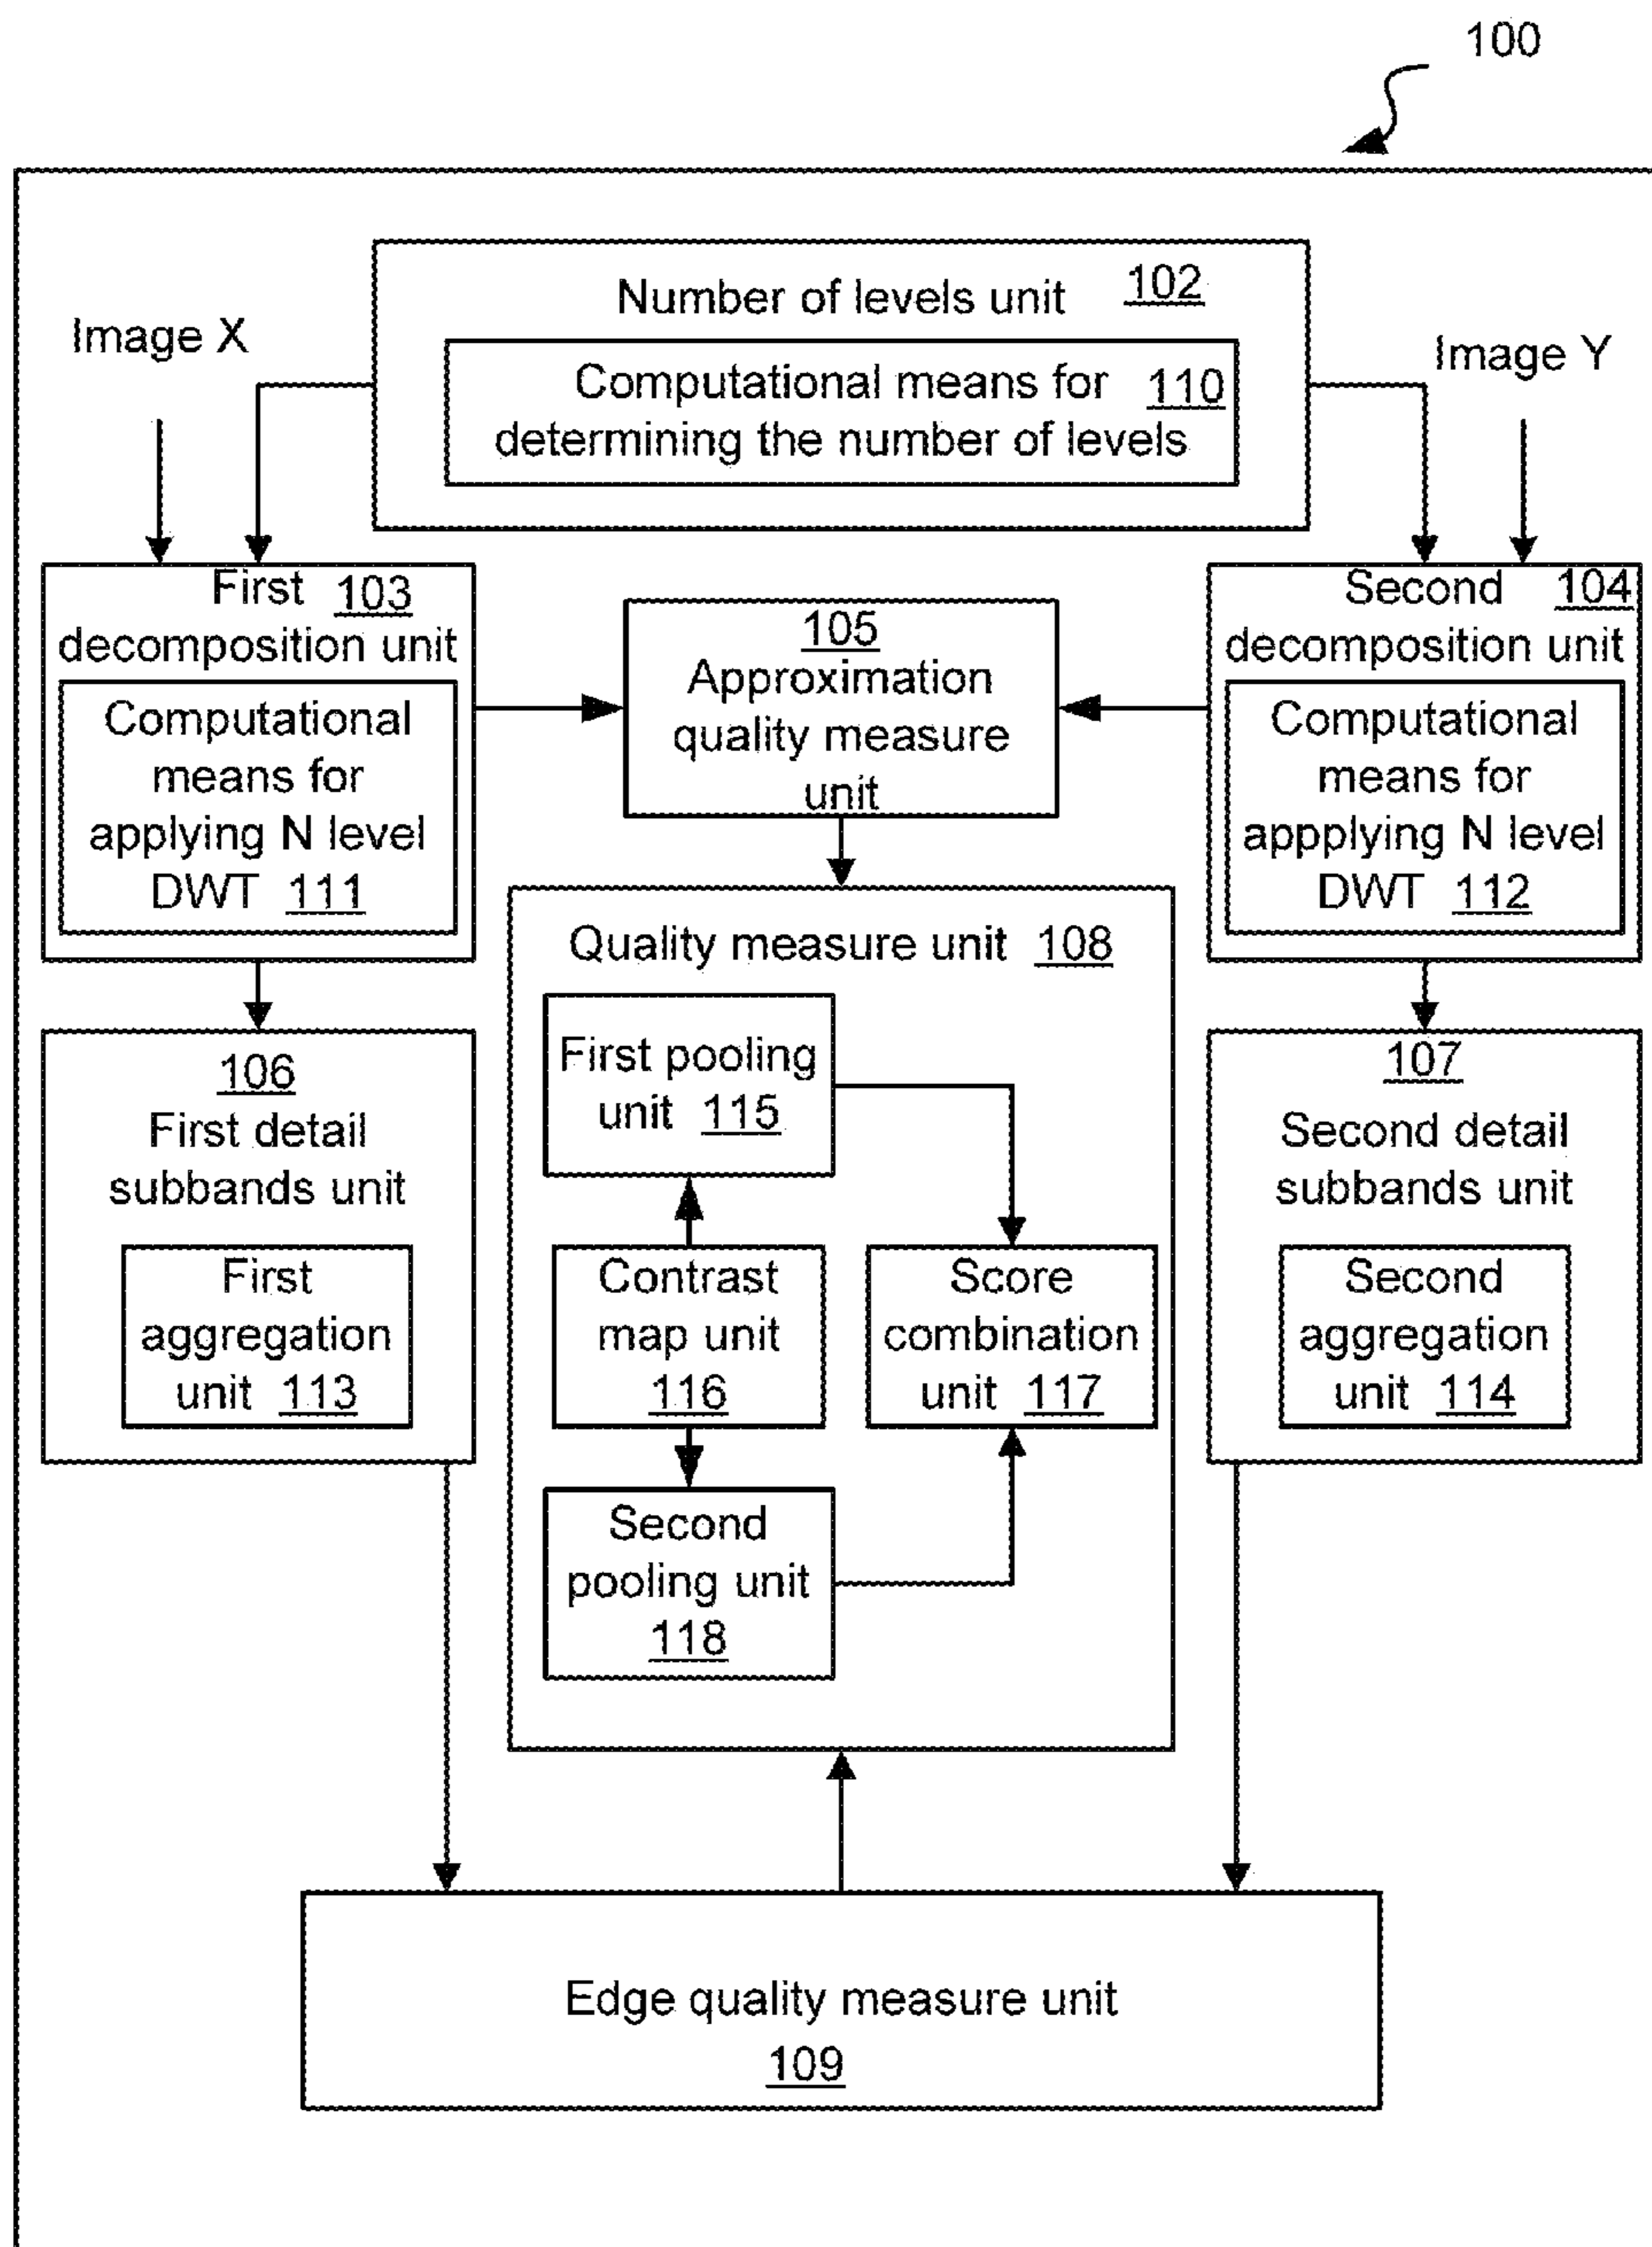 100
Number of levels unit 102
Image X
Image Y
Computational means for 110
determining the number of levels
First 103
decomposition unit
Computational
means for
applying N level
DWT 111
105
Approximation
quality measure
unit
Second 104
decomposition unit
Computational
means for
appplying N level
DWT 112
Quality measure unit 108
106
First detail
subbands unit
First
aggregation
unit 113
First pooling
unit 115
Contrast
map unit
116
Score
combination
unit 117
Second
pooling unit
118
107
Second detail
subbands unit
Second
aggregation
unit 114
Edge quality measure unit
109